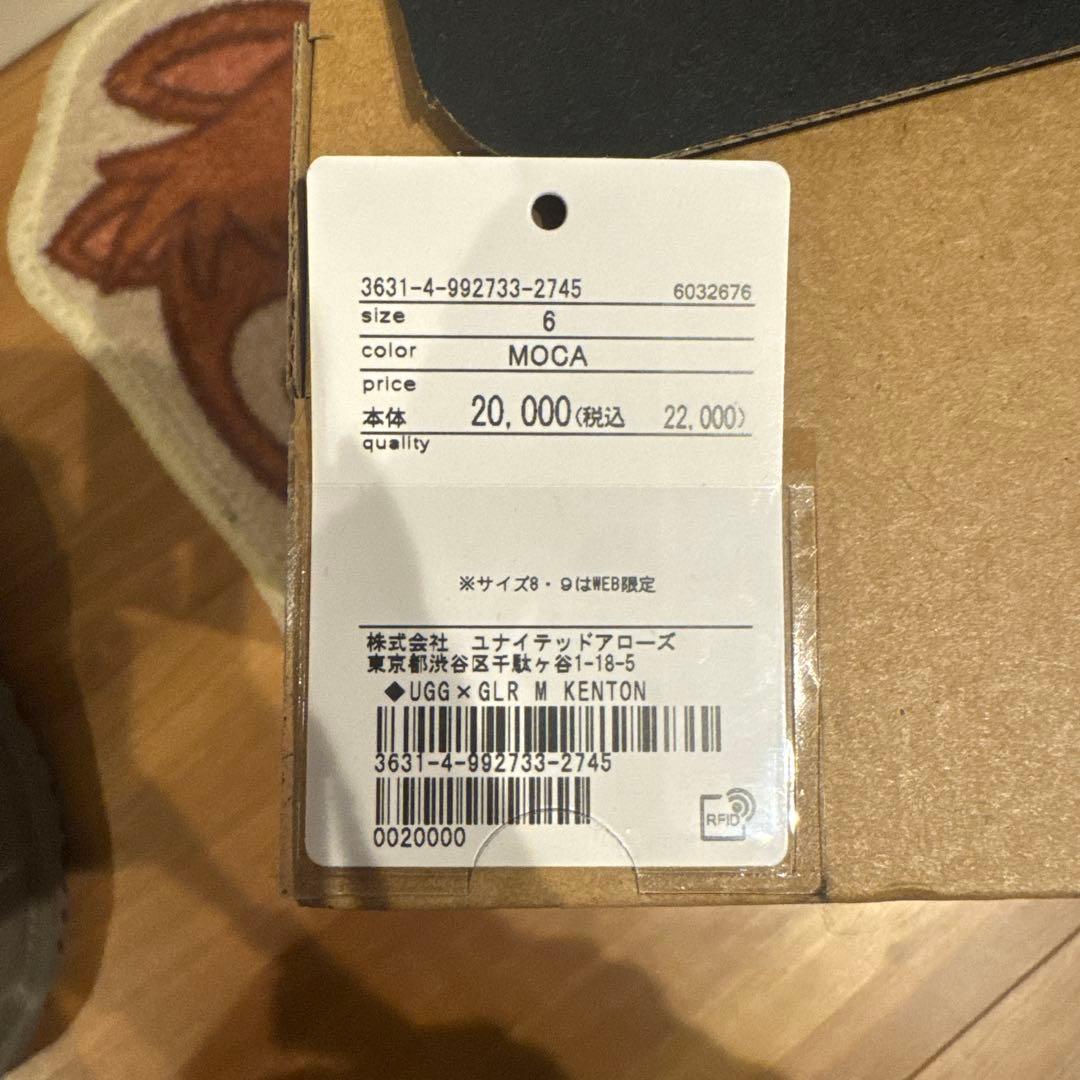 3631-4-992733-2745 6032676
size 6
color MOCA
price
本体 20,000(税込 22,000)
quality
※サイズ8・9はWEB限定
株式会社 ユナイテッドアローズ
東京都渋谷区千駄ヶ谷1-18-5
◆UGG×GLR M KENTON
3631-4-992733-2745
0020000
RFID